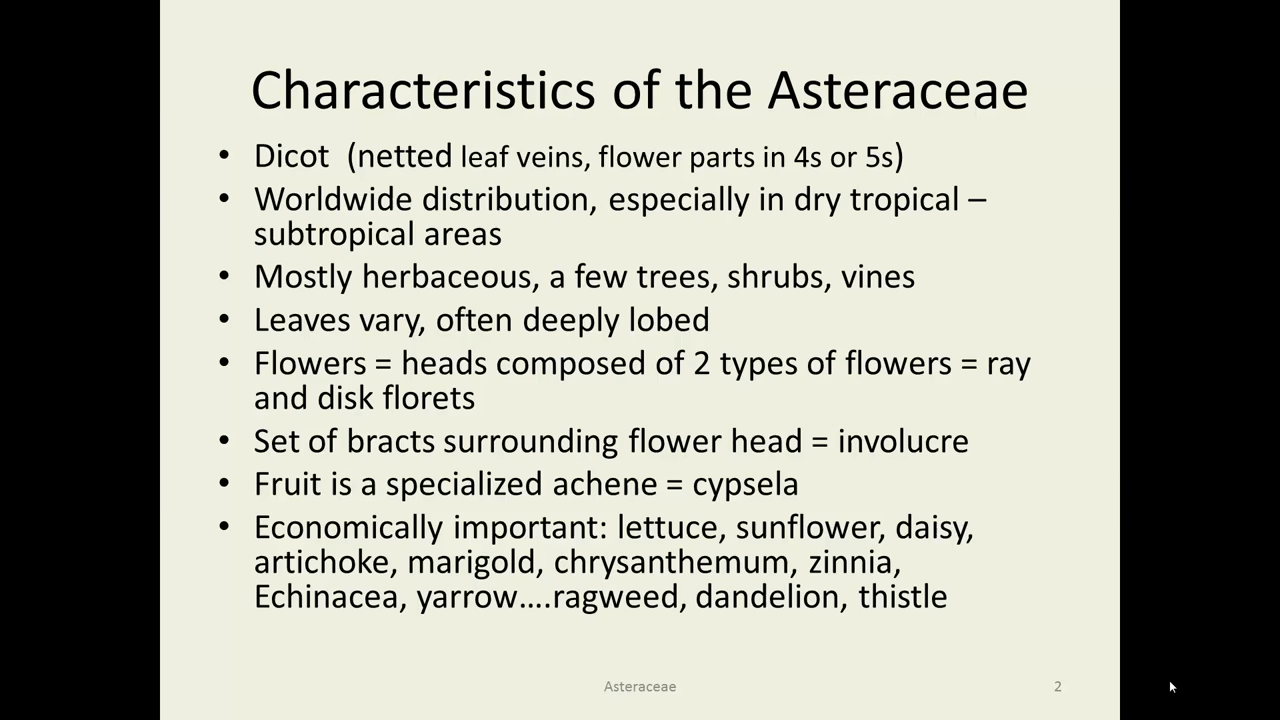 Characteristics of the Asteraceae
• Dicot  (netted leaf veins, flower parts in 4s or 5s)
• Worldwide distribution, especially in dry tropical –
subtropical areas
• Mostly herbaceous, a few trees, shrubs, vines
• Leaves vary, often deeply lobed
• Flowers = heads composed of 2 types of flowers = ray
and disk florets
• Set of bracts surrounding flower head = involucre
• Fruit is a specialized achene = cypsela
• Economically important: lettuce, sunflower, daisy,
artichoke, marigold, chrysanthemum, zinnia,
Echinacea, yarrow....ragweed, dandelion, thistle
Asteraceae
2